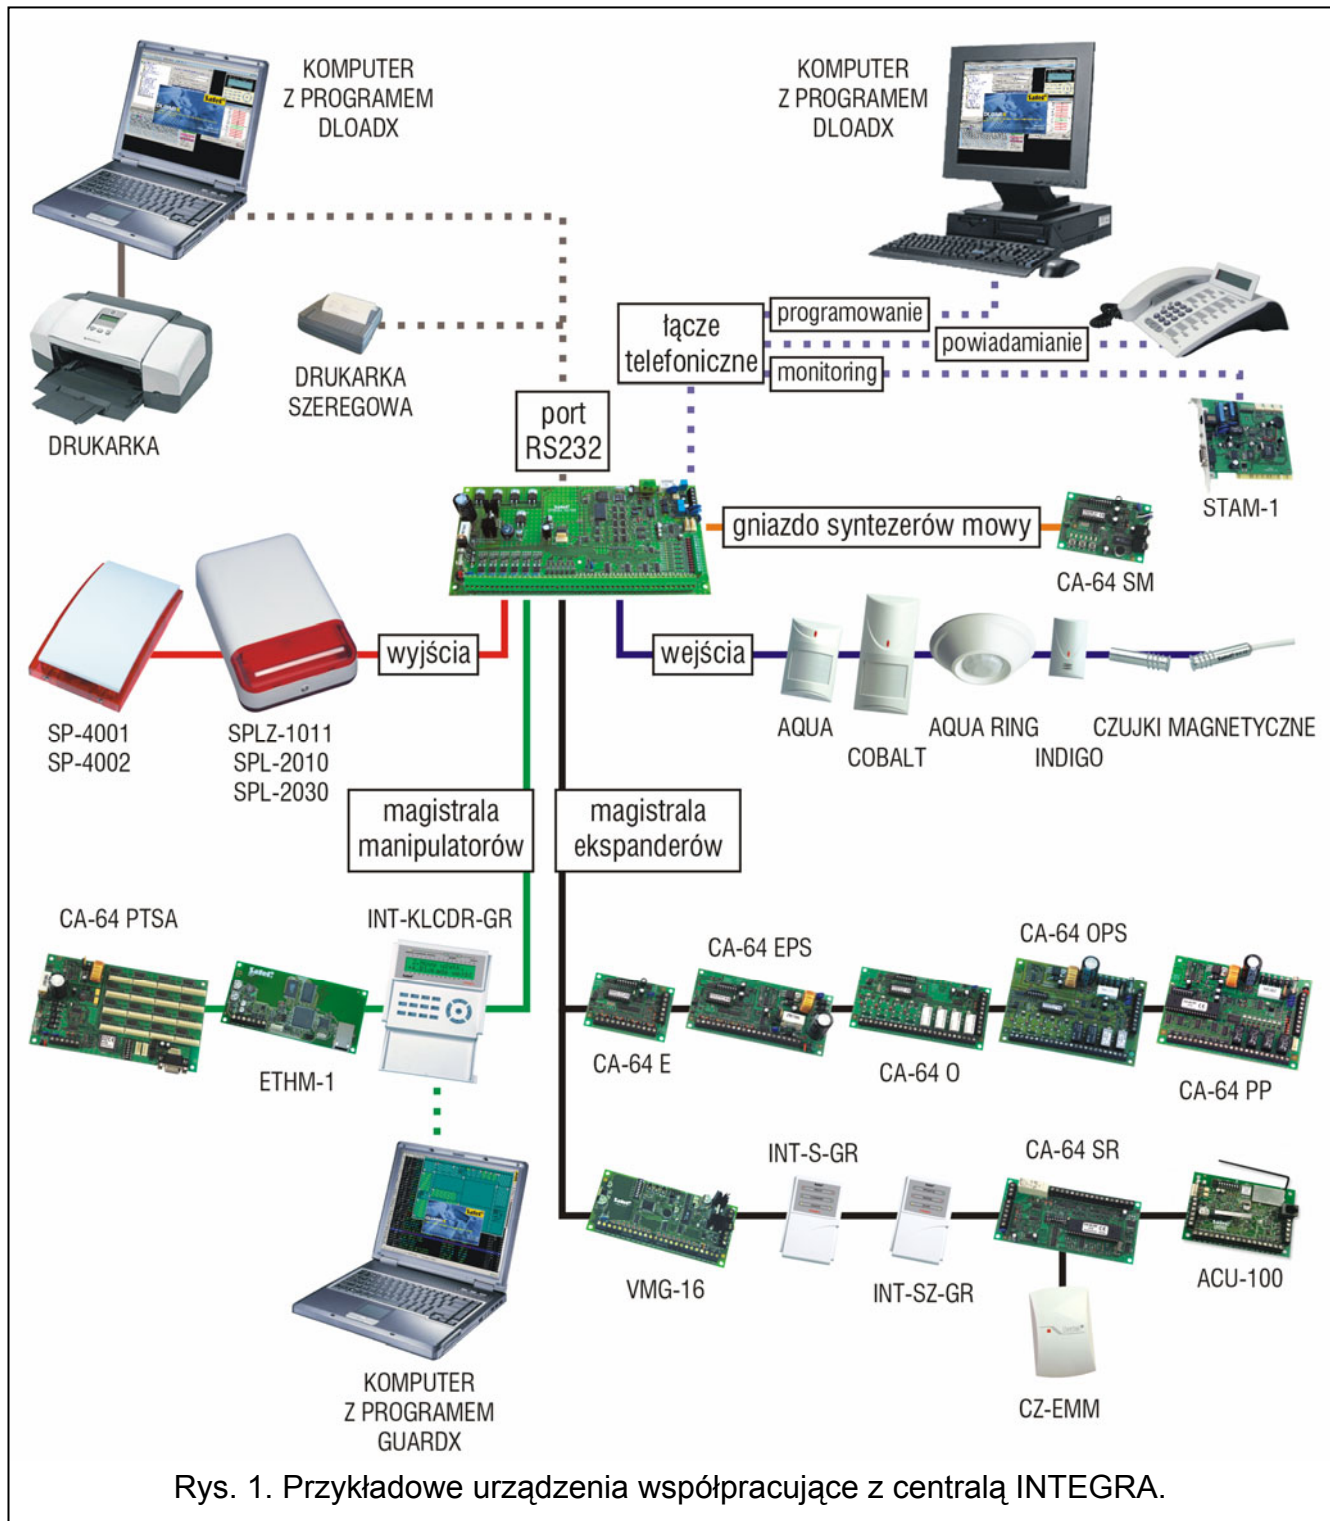 KOMPUTER
Z PROGRAMEM
DLOADX
KOMPUTER
Z PROGRAMEM
DLOADX
DRUKARKA
DRUKARKA
SZEREGOWA
port
RS232
łącze
telefoniczne
programowanie
powiadamianie
monitoring
STAM-1
gniazdo syntezerów mowy
CA-64 SM
wyjścia
wejścia
SP-4001
SP-4002
SPLZ-1011
SPL-2010
SPL-2030
AQUA
COBALT
AQUA RING
INDIGO
CZUJKI MAGNETYCZNE
magistrala
manipulatorów
magistrala
ekspanderów
CA-64 PTSA
ETHM-1
INT-KLCDR-GR
CA-64 E
CA-64 EPS
CA-64 O
CA-64 OPS
CA-64 PP
VMG-16
INT-S-GR
INT-SZ-GR
CA-64 SR
ACU-100
CZ-EMM
KOMPUTER
Z PROGRAMEM
GUARDX
Rys. 1. Przykładowe urządzenia współpracujące z centralą INTEGRA.